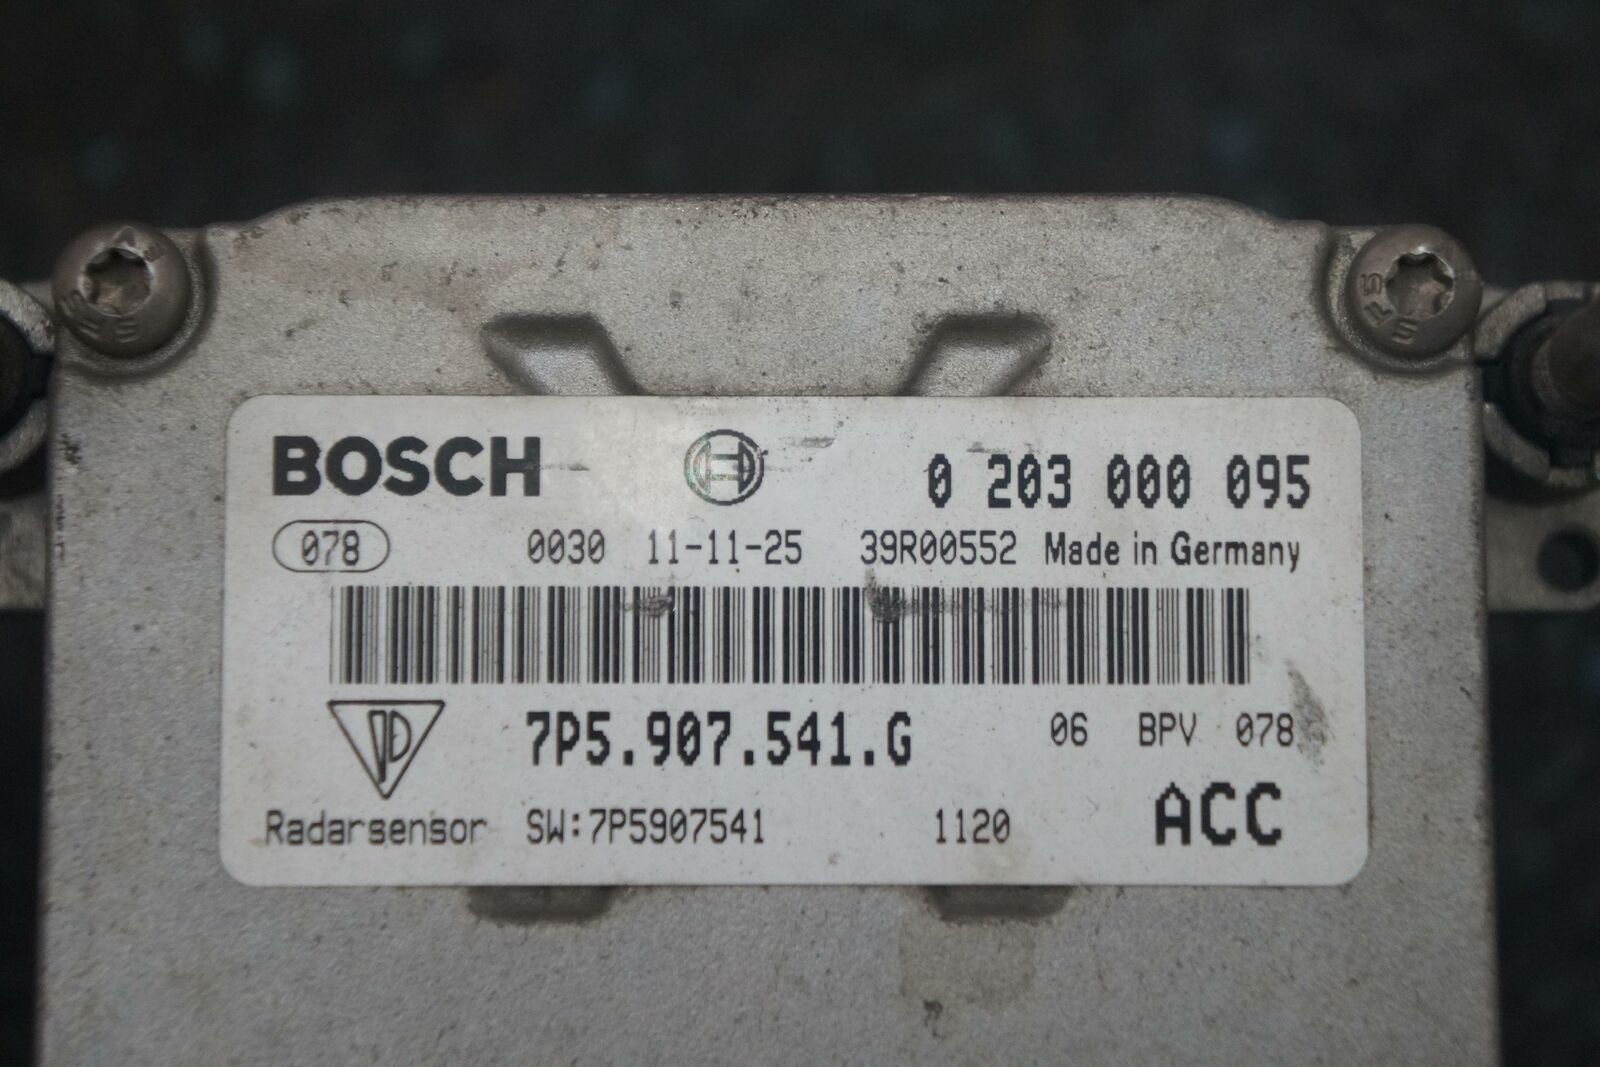 BOSCH 0 203 000 095
078 0030 11-11-25 39R00552 Made in Germany
7P5.907.541.G 06 BPV 078
Radarsensor SW:7P5907541 1120 ACC